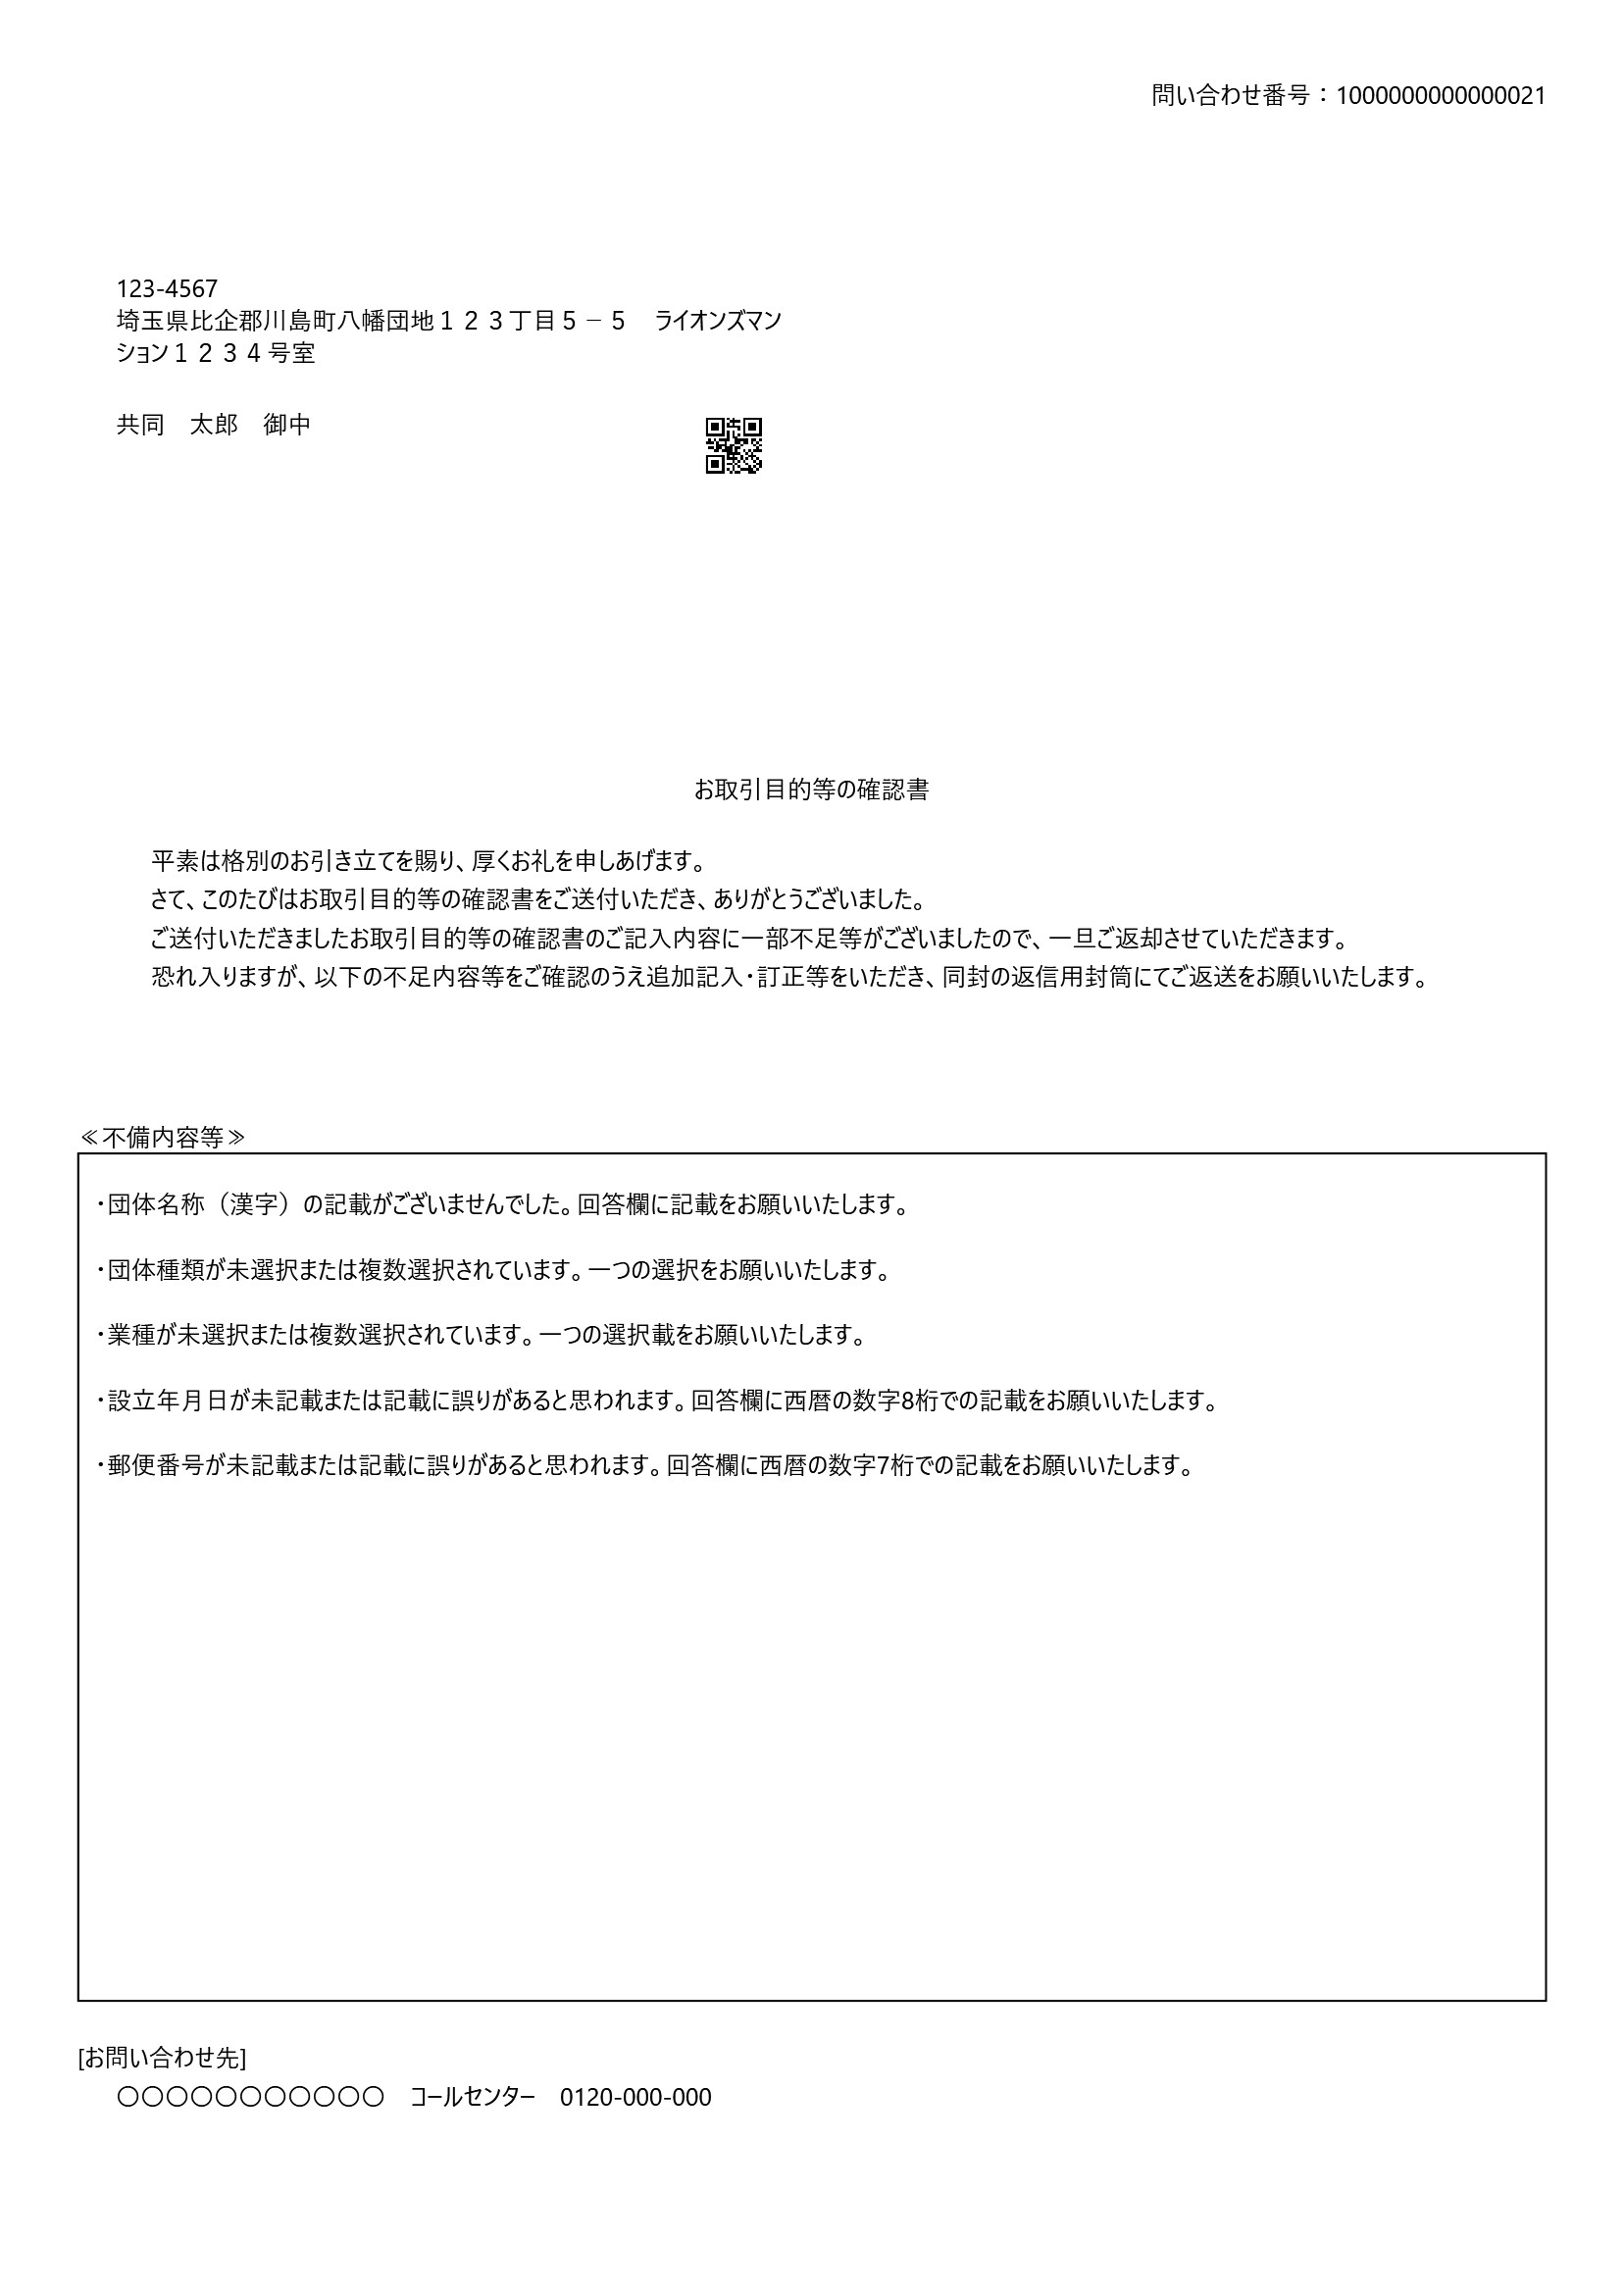 問い合わせ番号：1000000000000021
123-4567
埼玉県比企郡川島町八幡団地１２３丁目５－５　ライオンズマン
ション１２３４号室
共同　太郎　御中
お取引目的等の確認書
平素は格別のお引き立てを賜り、厚くお礼を申しあげます。
さて、このたびはお取引目的等の確認書をご送付いただき、ありがとうございました。
ご送付いただきましたお取引目的等の確認書のご記入内容に一部不足等がございましたので、一旦ご返却させていただきます。
恐れ入りますが、以下の不足内容等をご確認のうえ追加記入・訂正等をいただき、同封の返信用封筒にてご返送をお願いいたします。
≪不備内容等≫
・団体名称（漢字）の記載がございませんでした。回答欄に記載をお願いいたします。
・団体種類が未選択または複数選択されています。一つの選択をお願いいたします。
・業種が未選択または複数選択されています。一つの選択載をお願いいたします。
・設立年月日が未記載または記載に誤りがあると思われます。回答欄に西暦の数字8桁での記載をお願いいたします。
・郵便番号が未記載または記載に誤りがあると思われます。回答欄に西暦の数字7桁での記載をお願いいたします。
[お問い合わせ先]
〇〇〇〇〇〇〇〇〇〇〇　コールセンター　0120-000-000